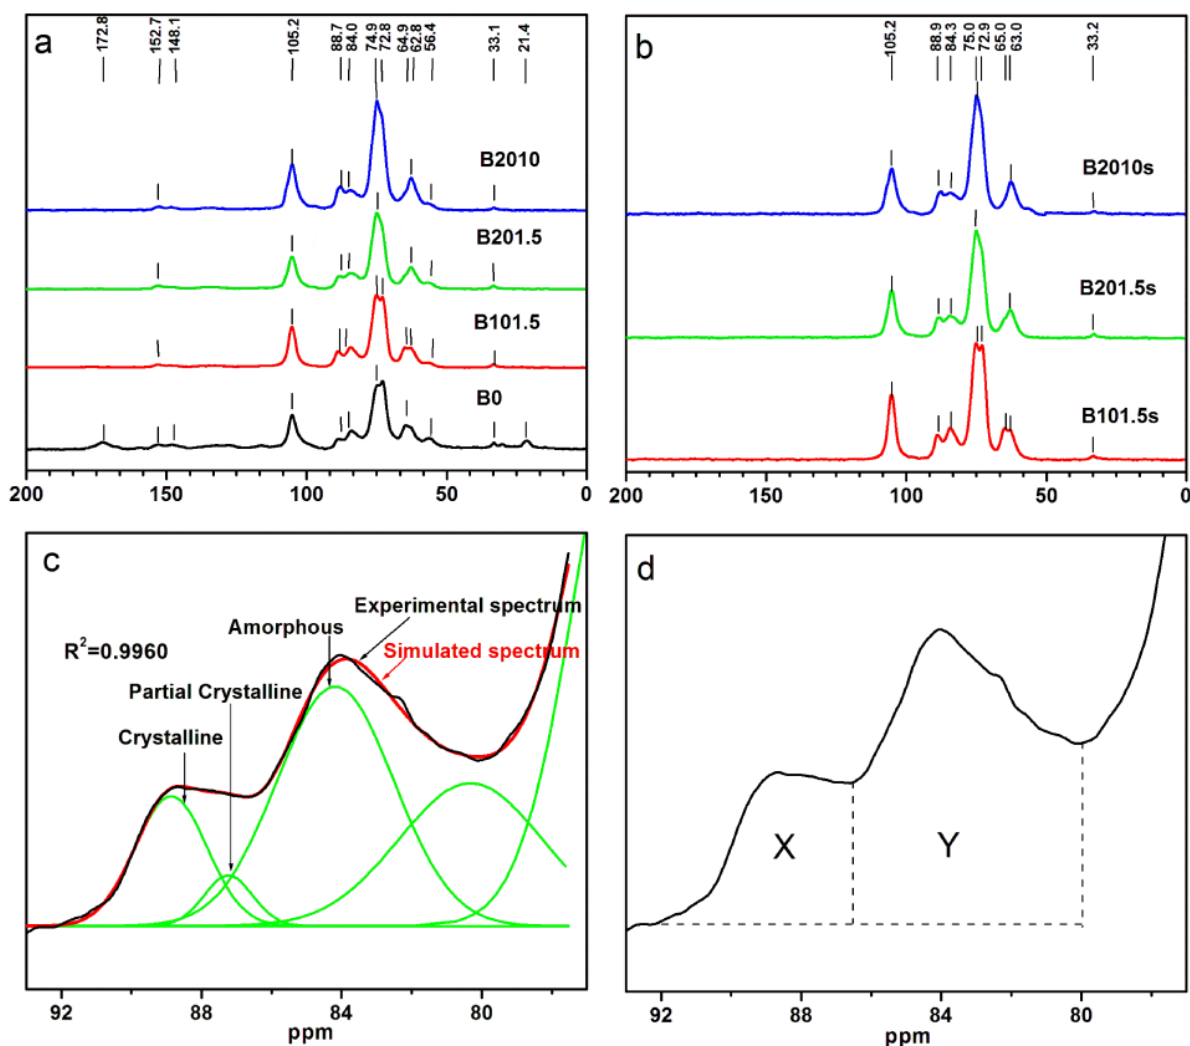 a
172.8 152.7 148.1 105.2 88.7 84.0 74.9 72.8 64.9 62.8 56.4 33.1 21.4
B2010
B201.5
B101.5
B0
200 150 100 50 0
b
105.2 88.9 84.3 75.0 72.9 65.0 63.0 33.2
B2010s
B201.5s
B101.5s
200 150 100 50 0
c
Experimental spectrum
Amorphous
R²=0.9960
Simulated spectrum
Partial Crystalline
Crystalline
92 88 84 80
ppm
d
X Y
92 88 84 80
ppm